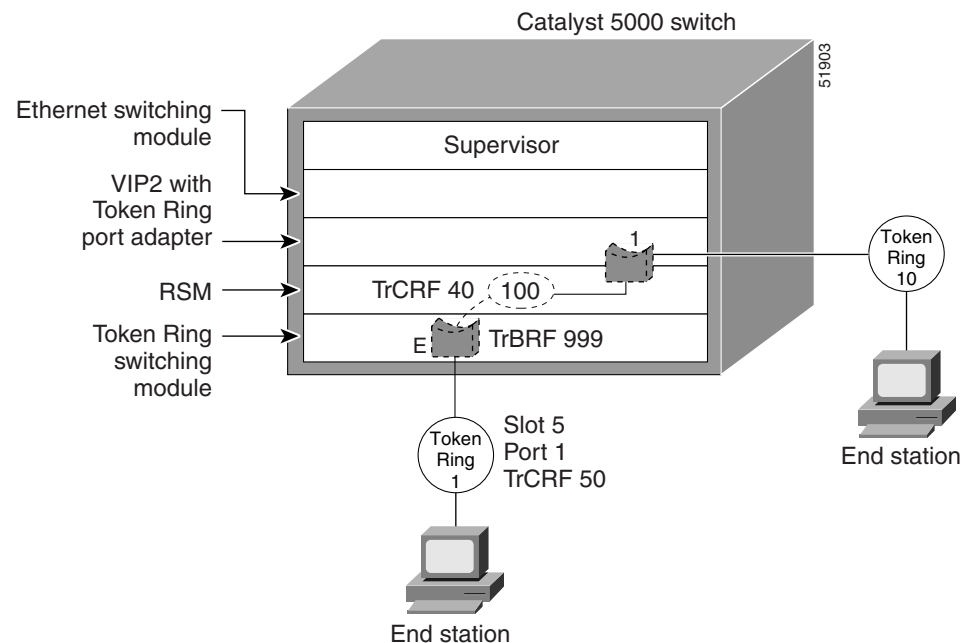 Catalyst 5000 switch
51903
Ethernet switching
module
VIP2 with
Token Ring
port adapter
RSM
Token Ring
switching
module
Supervisor
1
TrCRF 40
100
E
TrBRF 999
Token
Ring
10
End station
Token
Ring
1
Slot 5
Port 1
TrCRF 50
End station